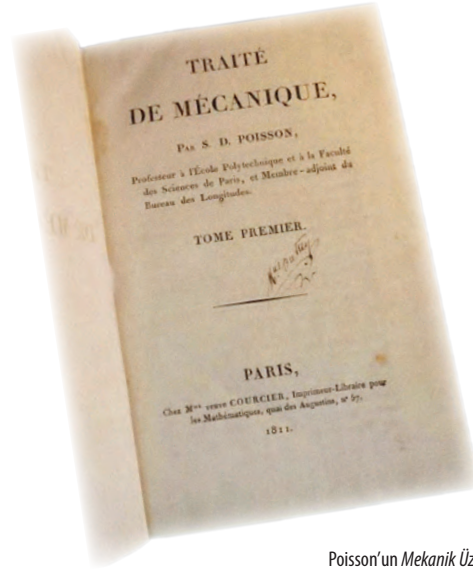 TRAITÉ
DE MÉCANIQUE,
PAR S. D. POISSON,
Professeur à l'École Polytechnique et à la Faculté
des Sciences de Paris, et Membre-adjoint du
Bureau des Longitudes.
TOME PREMIER.
PARIS,
Chez Mme veuve COURCIER, Imprimeur-Libraire pour
les Mathématiques, quai des Augustins, nº 57.
1811.
Poisson'un Mekanik